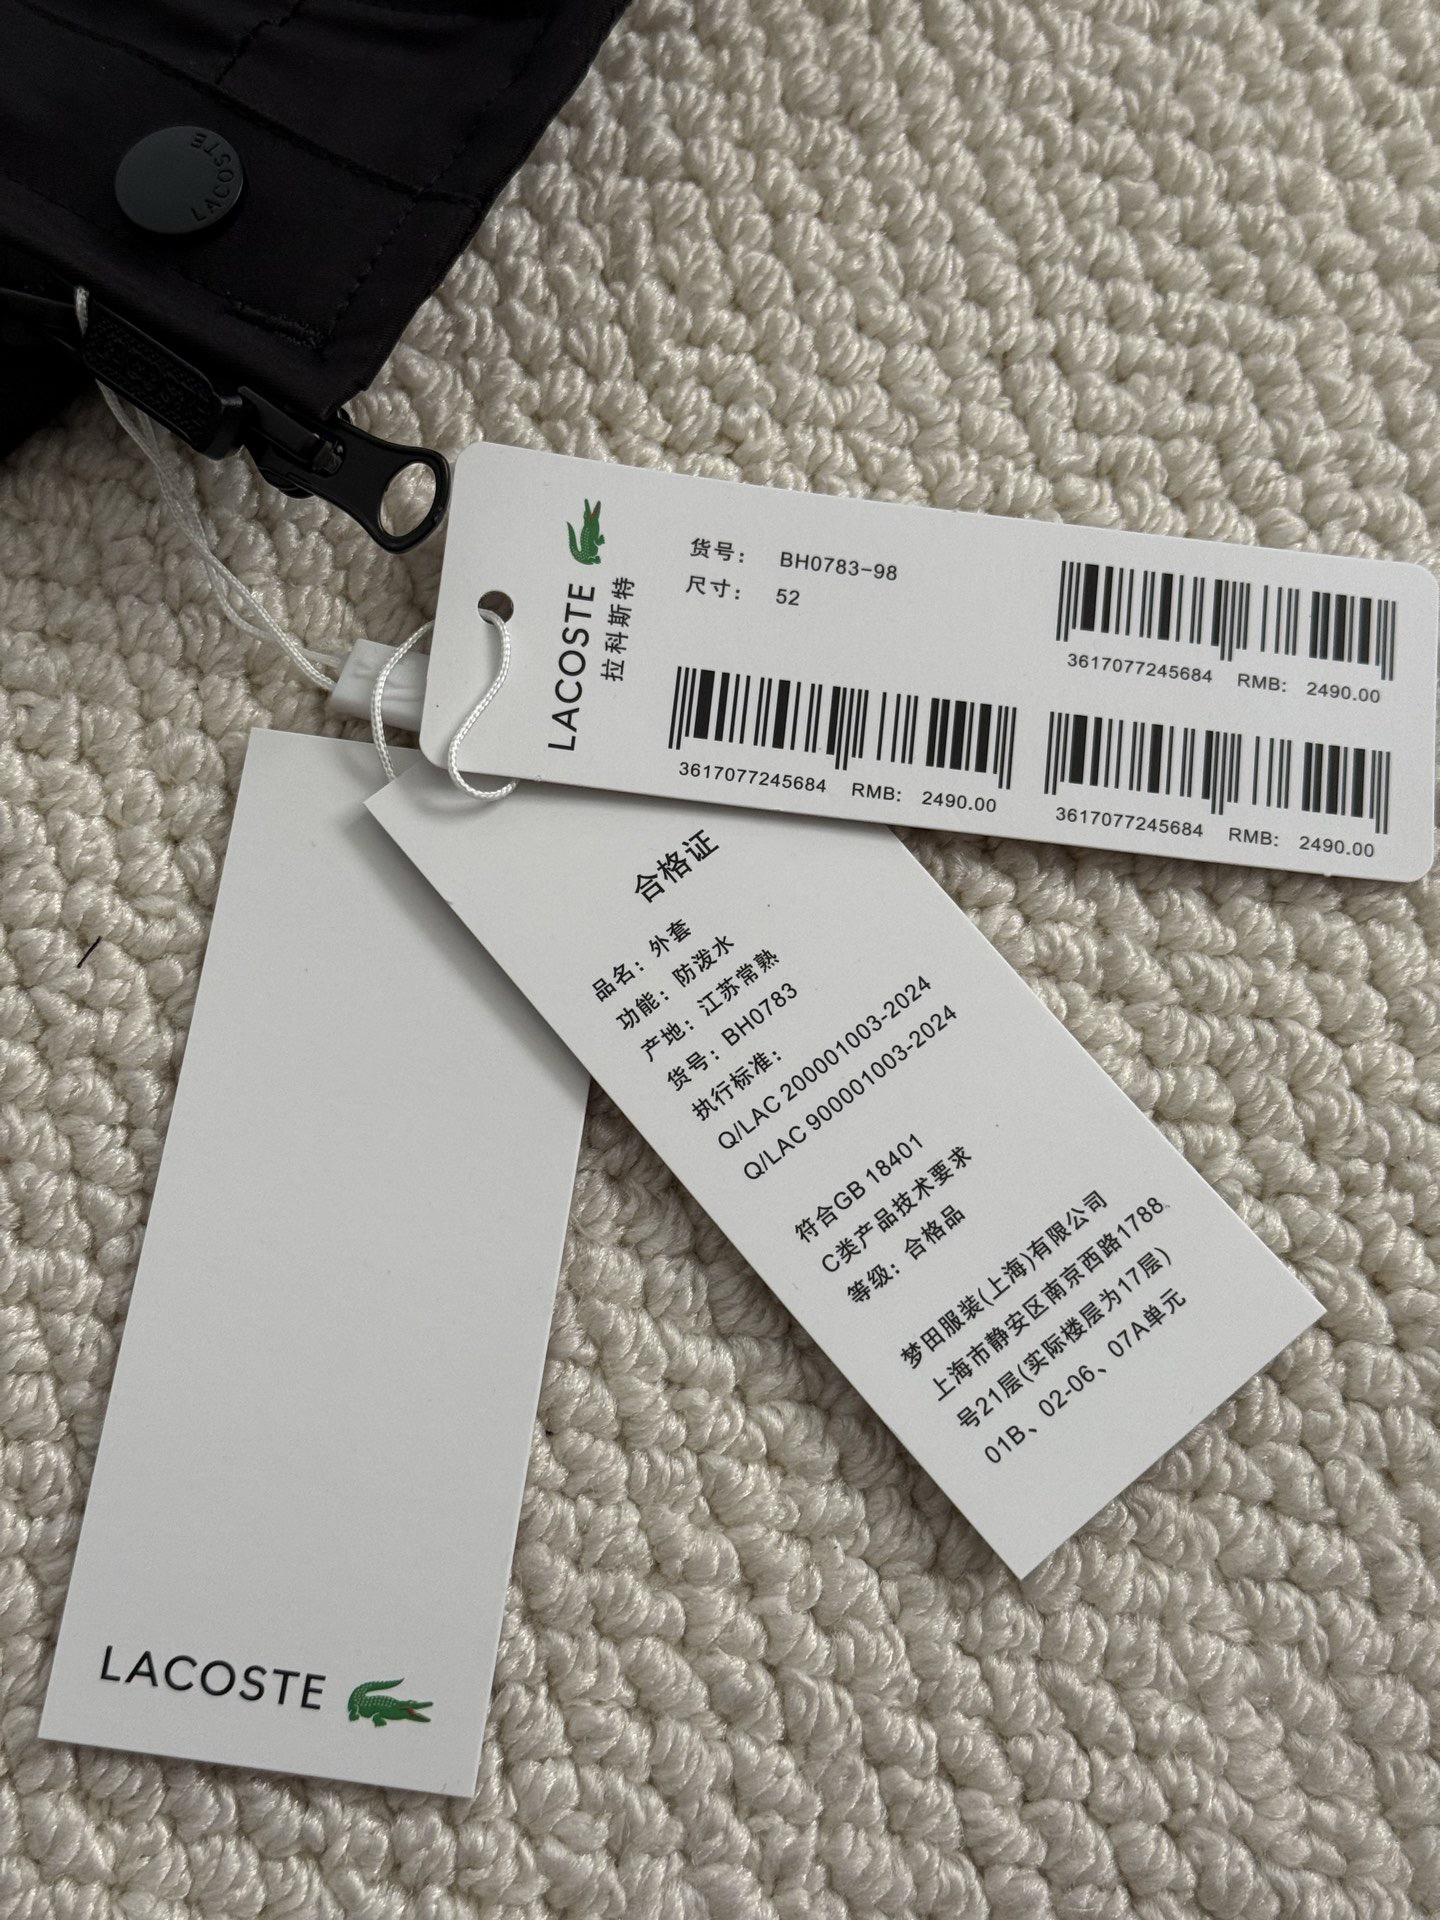 LACOSTE
LACOSTE
拉科斯特
货号： BH0783-98
尺寸： 52
3617077245684 RMB: 2490.00
3617077245684 RMB: 2490.00
3617077245684 RMB: 2490.00
合格证
品名：外套
功能：防泼水
产地：江苏常熟
货号：BH0783
执行标准：
Q/LAC 200001003-2024
Q/LAC 900001003-2024
符合GB 18401
C类产品技术要求
等级：合格品
梦田服装(上海)有限公司
上海市静安区南京西路1788
号21层(实际楼层为17层)
01B、02-06、07A单元
LACOSTE